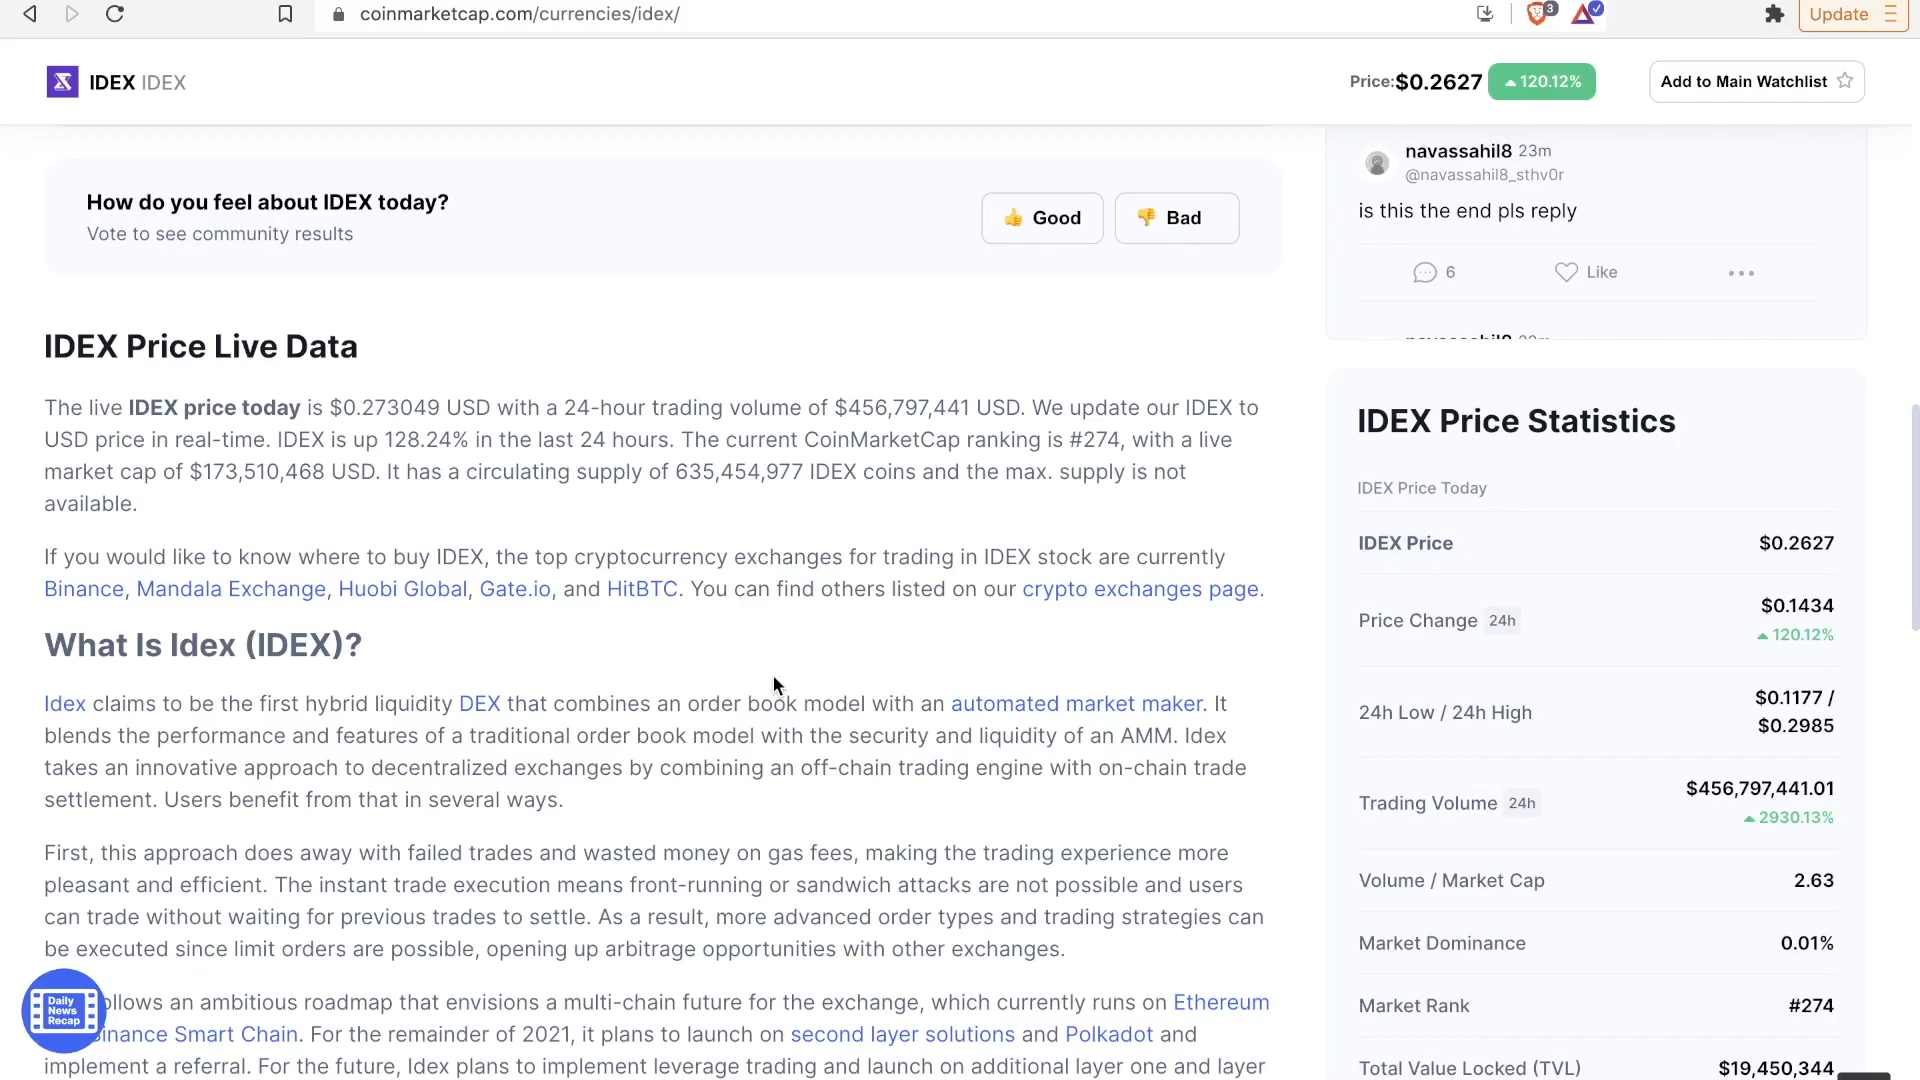 coinmarketcap.com/currencies/idex/
3
Update
IDEX IDEX
Price:$0.2627 120.12%
Add to Main Watchlist
How do you feel about IDEX today?
Vote to see community results
Good
Bad
IDEX Price Live Data
The live IDEX price today is $0.273049 USD with a 24-hour trading volume of $456,797,441 USD. We update our IDEX to
USD price in real-time. IDEX is up 128.24% in the last 24 hours. The current CoinMarketCap ranking is #274, with a live
market cap of $173,510,468 USD. It has a circulating supply of 635,454,977 IDEX coins and the max. supply is not
available.
If you would like to know where to buy IDEX, the top cryptocurrency exchanges for trading in IDEX stock are currently
Binance, Mandala Exchange, Huobi Global, Gate.io, and HitBTC. You can find others listed on our crypto exchanges page.
What Is Idex (IDEX)?
Idex claims to be the first hybrid liquidity DEX that combines an order book model with an automated market maker. It
blends the performance and features of a traditional order book model with the security and liquidity of an AMM. Idex
takes an innovative approach to decentralized exchanges by combining an off-chain trading engine with on-chain trade
settlement. Users benefit from that in several ways.
First, this approach does away with failed trades and wasted money on gas fees, making the trading experience more
pleasant and efficient. The instant trade execution means front-running or sandwich attacks are not possible and users
can trade without waiting for previous trades to settle. As a result, more advanced order types and trading strategies can
be executed since limit orders are possible, opening up arbitrage opportunities with other exchanges.
ollows an ambitious roadmap that envisions a multi-chain future for the exchange, which currently runs on Ethereum
inance Smart Chain. For the remainder of 2021, it plans to launch on second layer solutions and Polkadot and
implement a referral. For the future, Idex plans to implement leverage trading and launch on additional layer one and layer
Daily
News
Recap
navassahil8 23m
@navassahil8_sthv0r
is this the end pls reply
6
Like
IDEX Price Statistics
IDEX Price Today
IDEX Price $0.2627
Price Change 24h $0.1434
120.12%
24h Low / 24h High $0.1177 /
$0.2985
Trading Volume 24h $456,797,441.01
2930.13%
Volume / Market Cap 2.63
Market Dominance 0.01%
Market Rank #274
Total Value Locked (TVL) $19,450,344